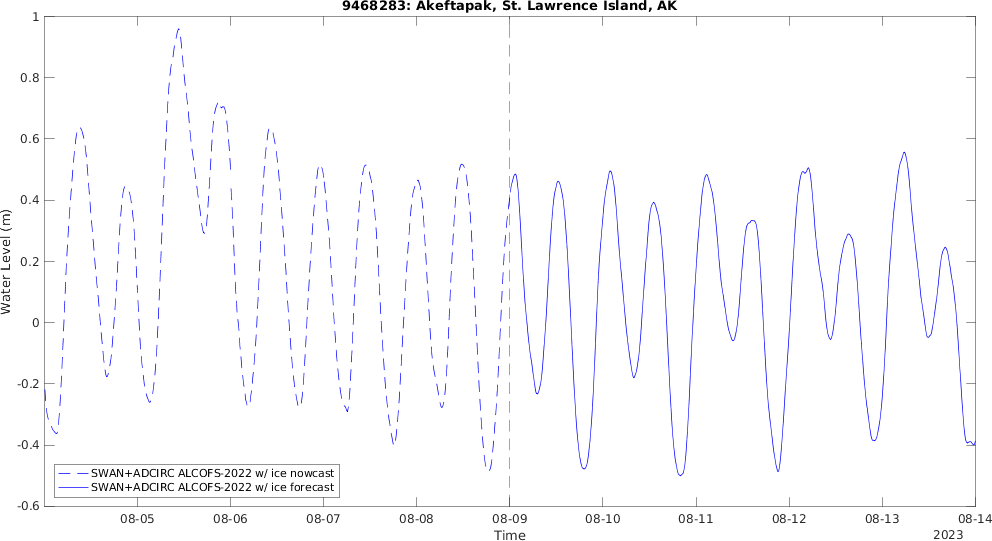 9468283: Akeftapak, St. Lawrence Island, AK
Water Level (m)
1
0.8
0.6
0.4
0.2
0
-0.2
-0.4
-0.6
SWAN+ADCIRC ALCOFS-2022 w/ ice nowcast
SWAN+ADCIRC ALCOFS-2022 w/ ice forecast
08-05 08-06 08-07 08-08 08-09 08-10 08-11 08-12 08-13 08-14
Time
2023